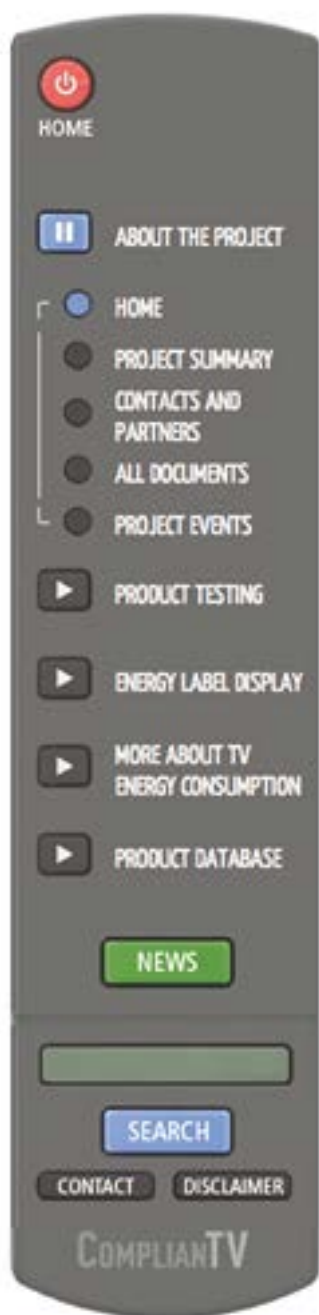 HOME
ABOUT THE PROJECT
HOME
PROJECT SUMMARY
CONTACTS AND
PARTNERS
ALL DOCUMENTS
PROJECT EVENTS
PRODUCT TESTING
ENERGY LABEL DISPLAY
MORE ABOUT TV
ENERGY CONSUMPTION
PRODUCT DATABASE
NEWS
SEARCH
CONTACT DISCLAIMER
COMPLIANTV